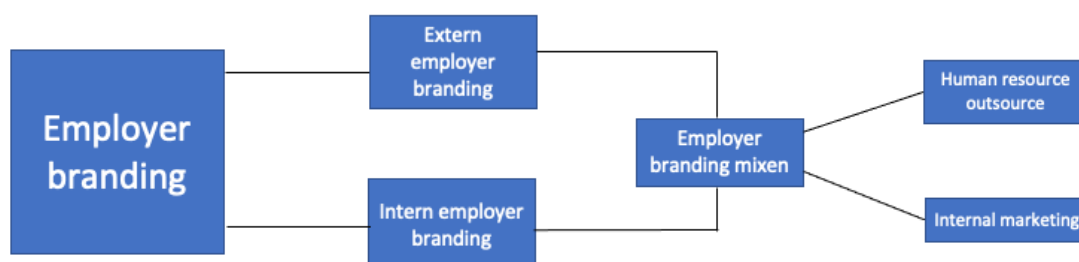 Employer
branding
Extern
employer
branding
Intern employer
branding
Employer
branding mixen
Human resource
outsource
Internal marketing